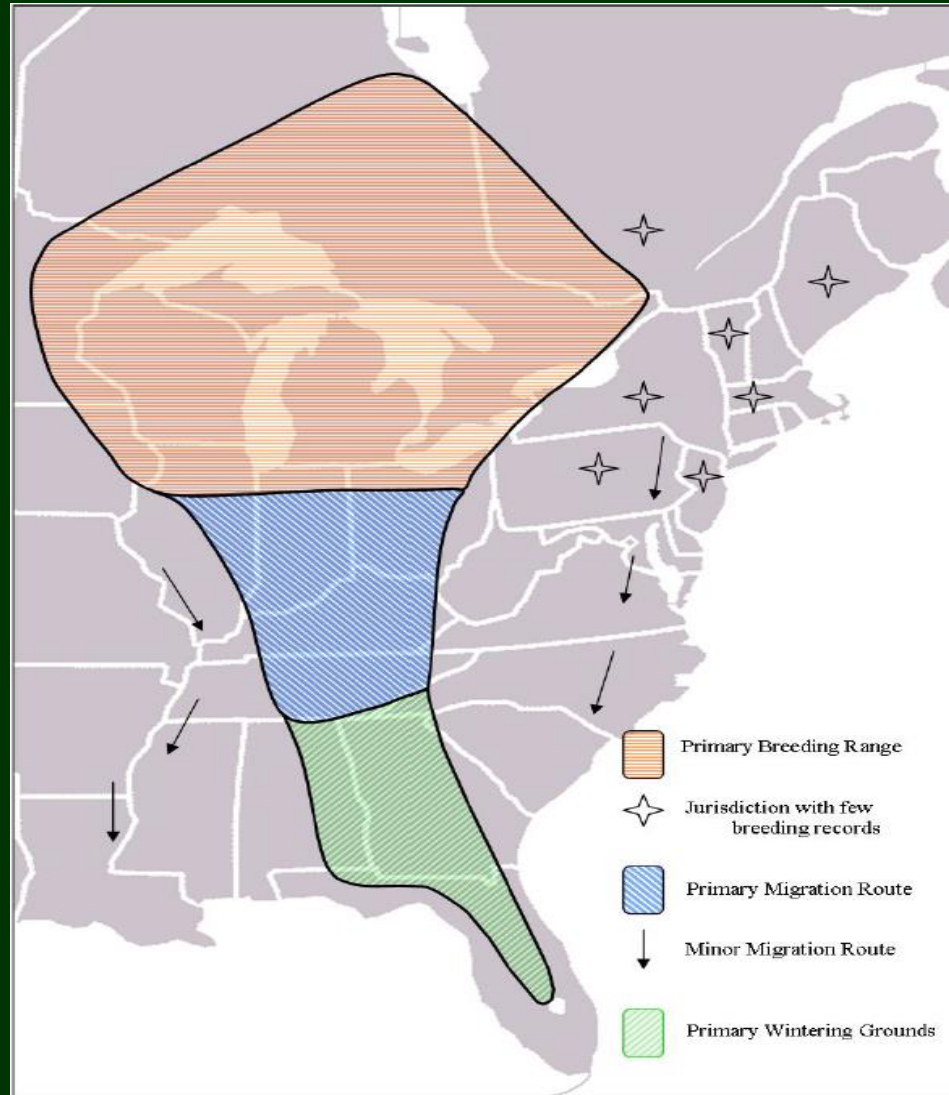 Primary Breeding Range
Jurisdiction with few
breeding records
Primary Migration Route
Minor Migration Route
Primary Wintering Grounds